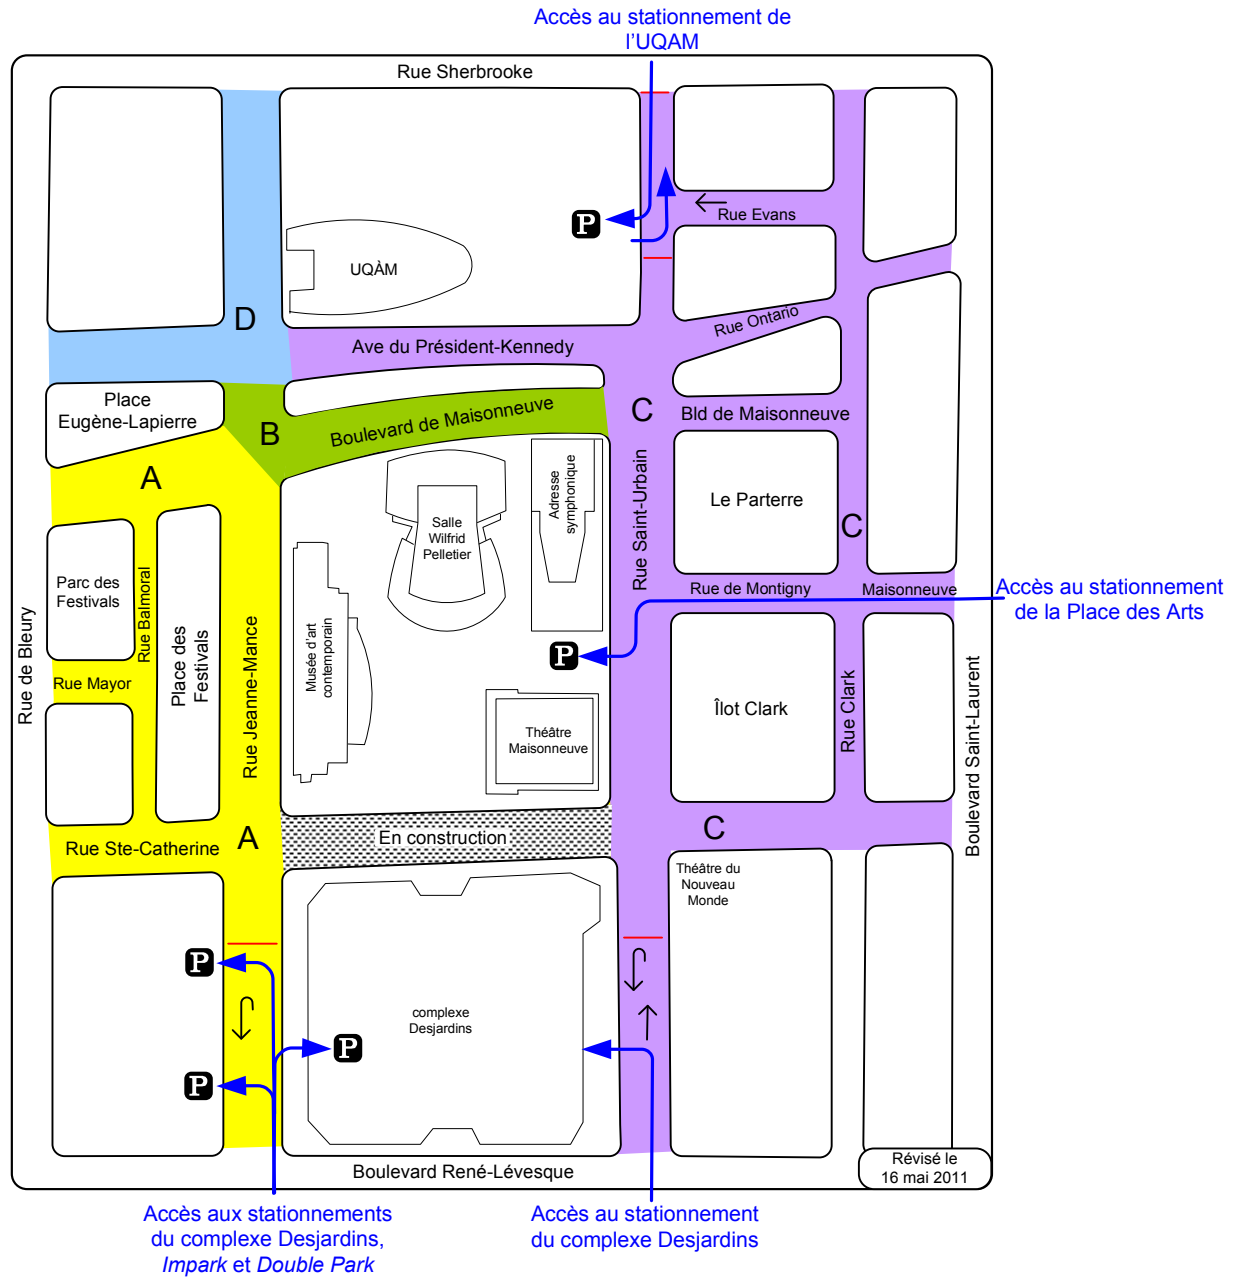 Accès au stationnement de
l'UQAM
Rue Sherbrooke
P
Rue Evans
UQÀM
D
Rue Ontario
Ave du Président-Kennedy
Place
Eugène-Lapierre
B
Boulevard de Maisonneuve
C
Bld de Maisonneuve
A
Salle
Wilfrid
Pelletier
Adresse
symphonique
Rue Saint-Urbain
Le Parterre
C
Parc des
Festivals
Rue Balmoral
Rue de Montigny
Maisonneuve
Accès au stationnement
de la Place des Arts
Rue de Bleury
Rue Mayor
Place des
Festivals
Rue Jeanne-Mance
Musée d'art
contemporain
P
Théâtre
Maisonneuve
Îlot Clark
Rue Clark
Boulevard Saint-Laurent
Rue Ste-Catherine
A
En construction
C
Théâtre du
Nouveau
Monde
P
complexe
Desjardins
P
P
Boulevard René-Lévesque
Révisé le
16 mai 2011
Accès aux stationnements
du complexe Desjardins,
Impark et Double Park
Accès au stationnement
du complexe Desjardins